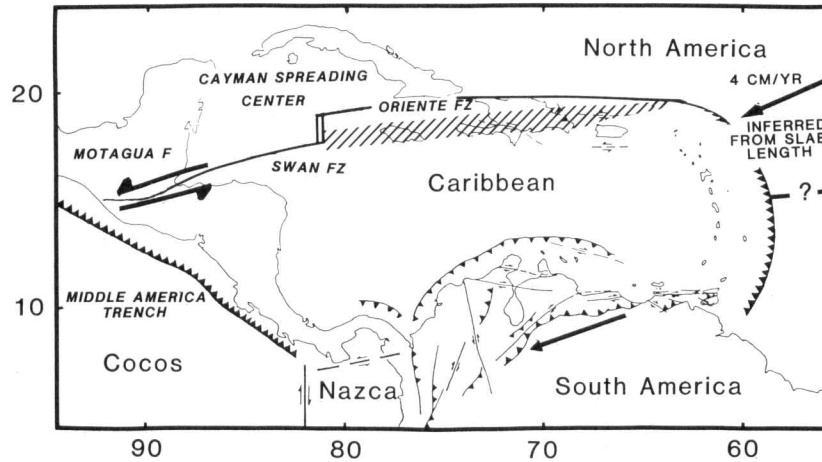 North America
CAYMAN SPREADING
CENTER
4 CM/YR
20
ORIENTE FZ
INFERRED
FROM SLAB
LENGTH
MOTAGUA F
SWAN FZ
Caribbean
?
10
MIDDLE AMERICA
TRENCH
Cocos
Nazca
South America
90
80
70
60